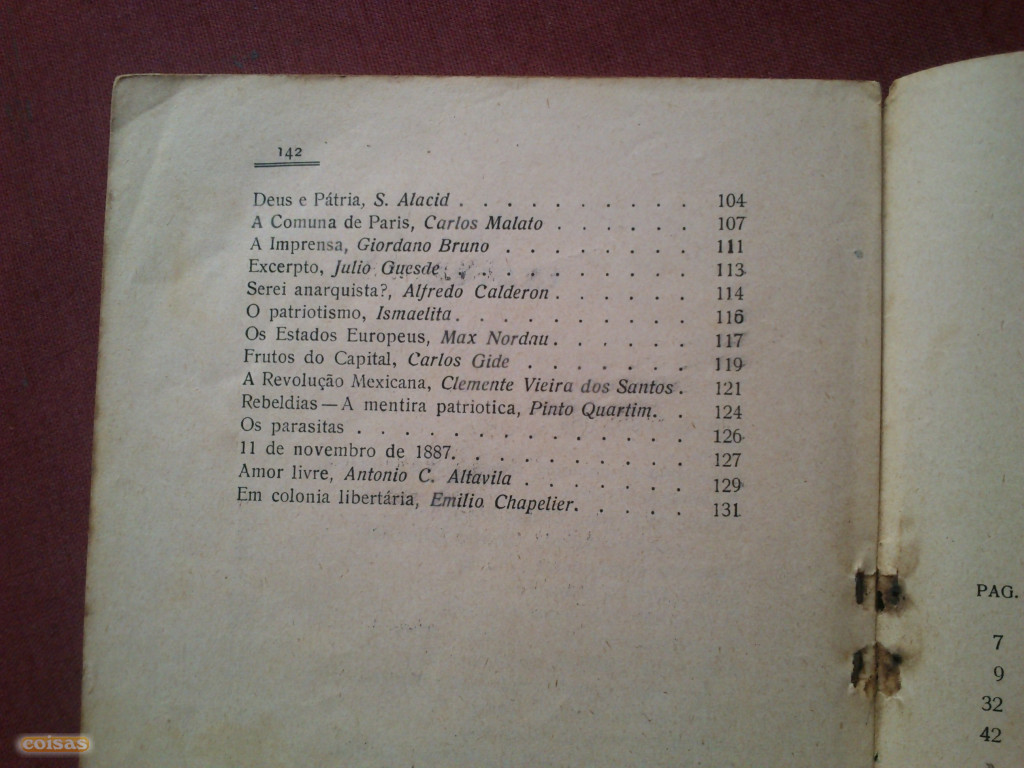 142
Deus e Pátria, S. Alacid . . . . . . . . . . 104
A Comuna de Paris, Carlos Malato . . . . . . 107
A Imprensa, Giordano Bruno . . . . . . . . 111
Excerpto, Julio Guesde . . . . . . . . . . 113
Serei anarquista?, Alfredo Calderon . . . . . . 114
O patriotismo, Ismaelita . . . . . . . . . . 116
Os Estados Europeus, Max Nordau . . . . . . 117
Frutos do Capital, Carlos Gide . . . . . . . 119
A Revolução Mexicana, Clemente Vieira dos Santos . 121
Rebeldias — A mentira patriotica, Pinto Quartim. . 124
Os parasitas . . . . . . . . . . . . . 126
11 de novembro de 1887. . . . . . . . . . 127
Amor livre, Antonio C. Altavila . . . . . . . 129
Em colonia libertária, Emilio Chapelier. . . . . 131
PAG.
7
9
32
42
coisas